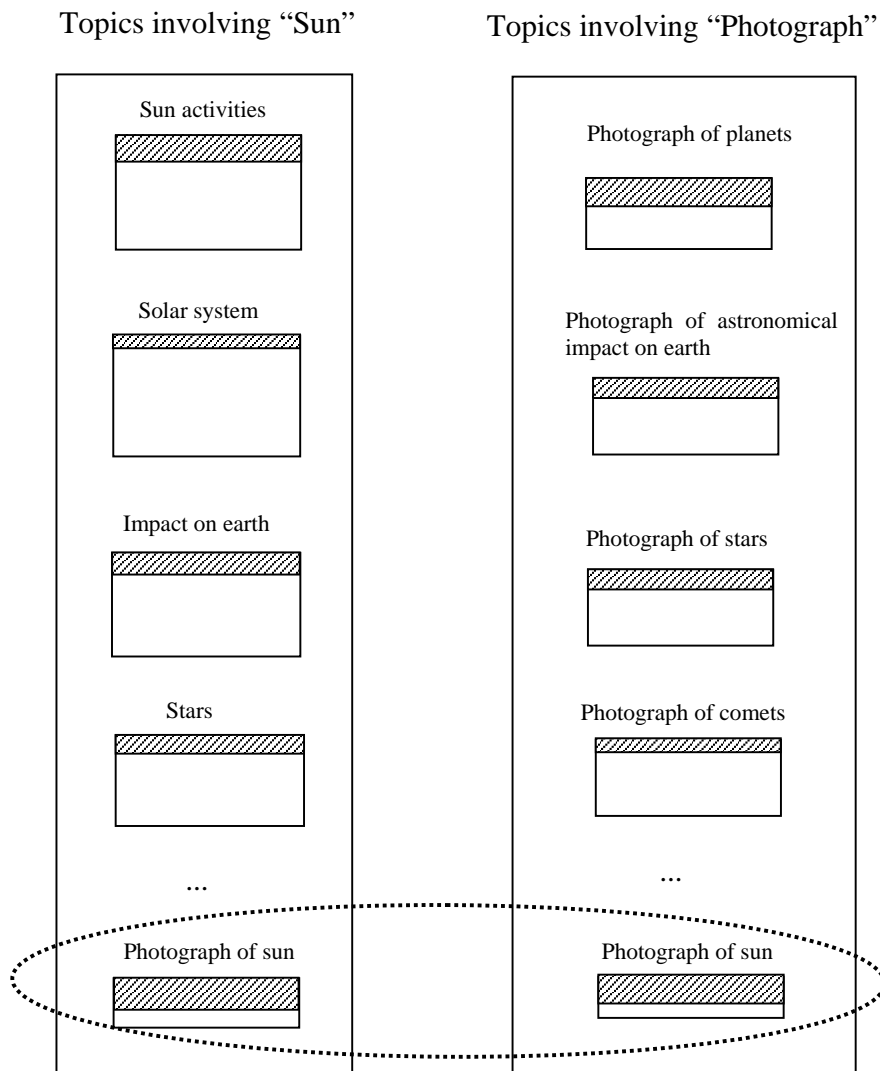 Topics involving “Sun”
Sun activities
Solar system
Impact on earth
Stars
...
Photograph of sun
Topics involving “Photograph”
Photograph of planets
Photograph of astronomical
impact on earth
Photograph of stars
Photograph of comets
...
Photograph of sun